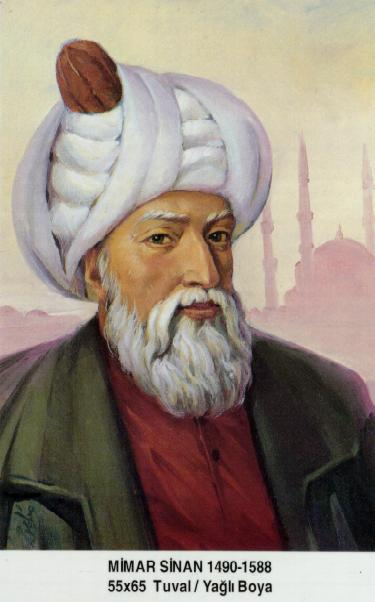 MİMAR SİNAN 1490-1588
55x65 Tuval / Yağlı Boya